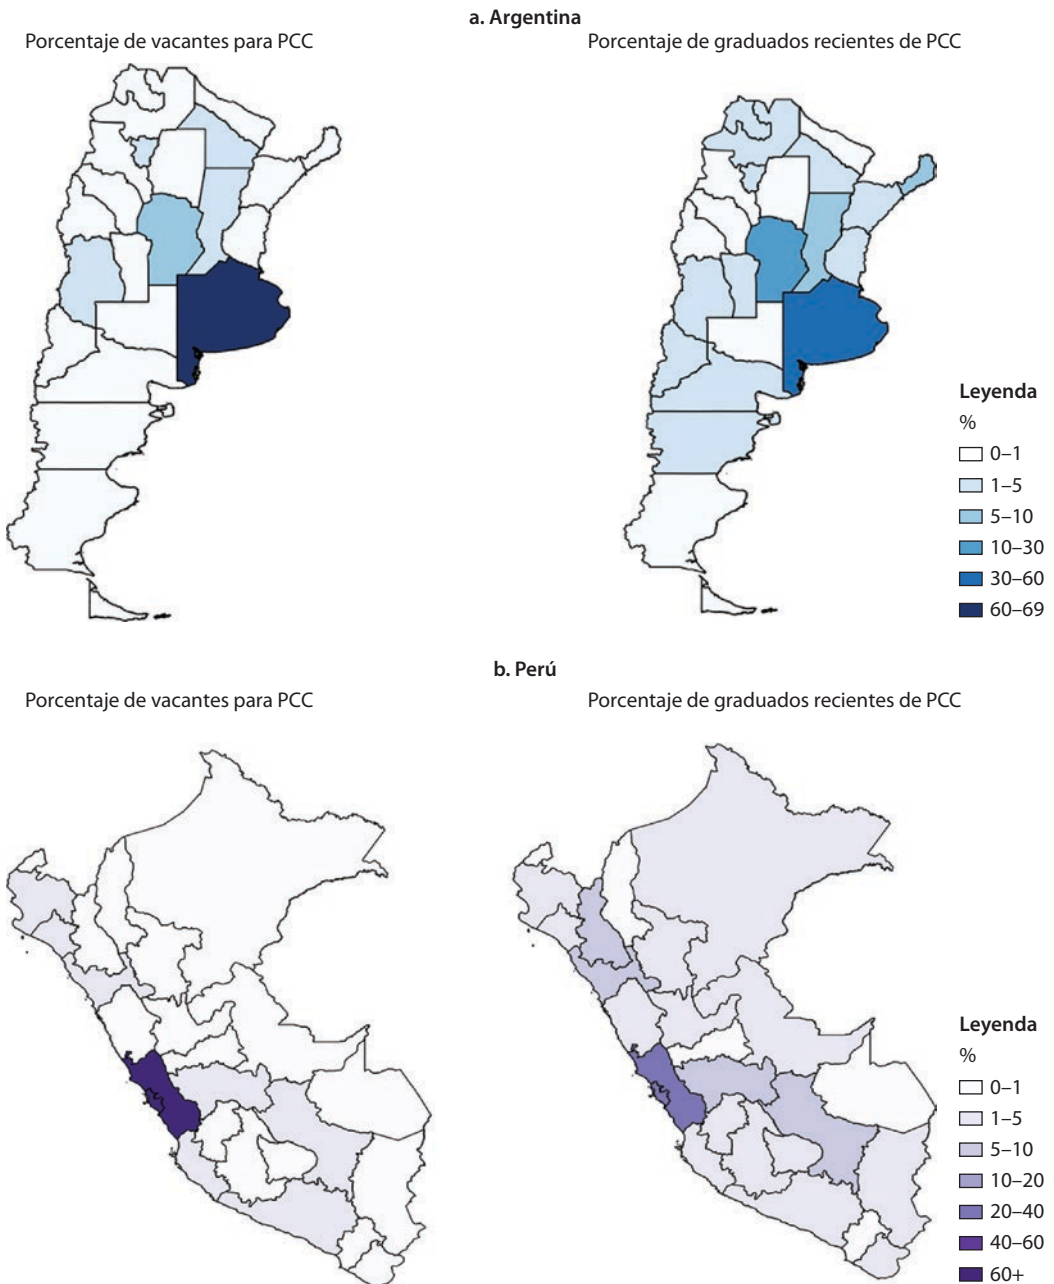 a. Argentina
Porcentaje de vacantes para PCC
Porcentaje de graduados recientes de PCC
Leyenda
%
0–1
1–5
5–10
10–30
30–60
60–69
b. Perú
Porcentaje de vacantes para PCC
Porcentaje de graduados recientes de PCC
Leyenda
%
0–1
1–5
5–10
10–20
20–40
40–60
60+